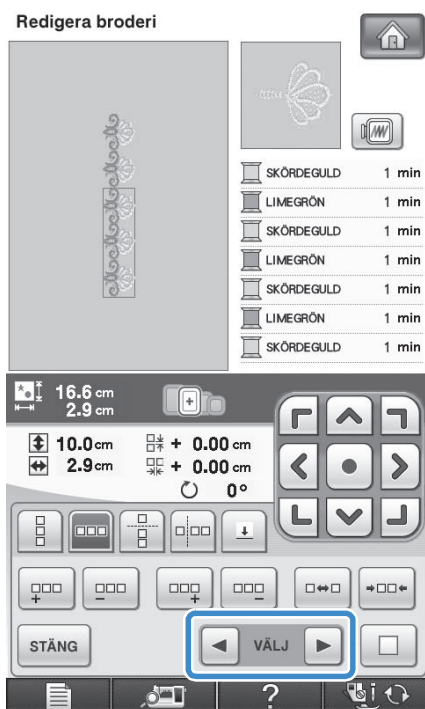 Redigera broderi
SKÖRDEGULD 1 min
LIMEGRÖN 1 min
SKÖRDEGULD 1 min
LIMEGRÖN 1 min
SKÖRDEGULD 1 min
LIMEGRÖN 1 min
SKÖRDEGULD 1 min
16.6 cm
2.9 cm
10.0 cm + 0.00 cm
2.9 cm + 0.00 cm
0°
STÄNG VÄLJ
?